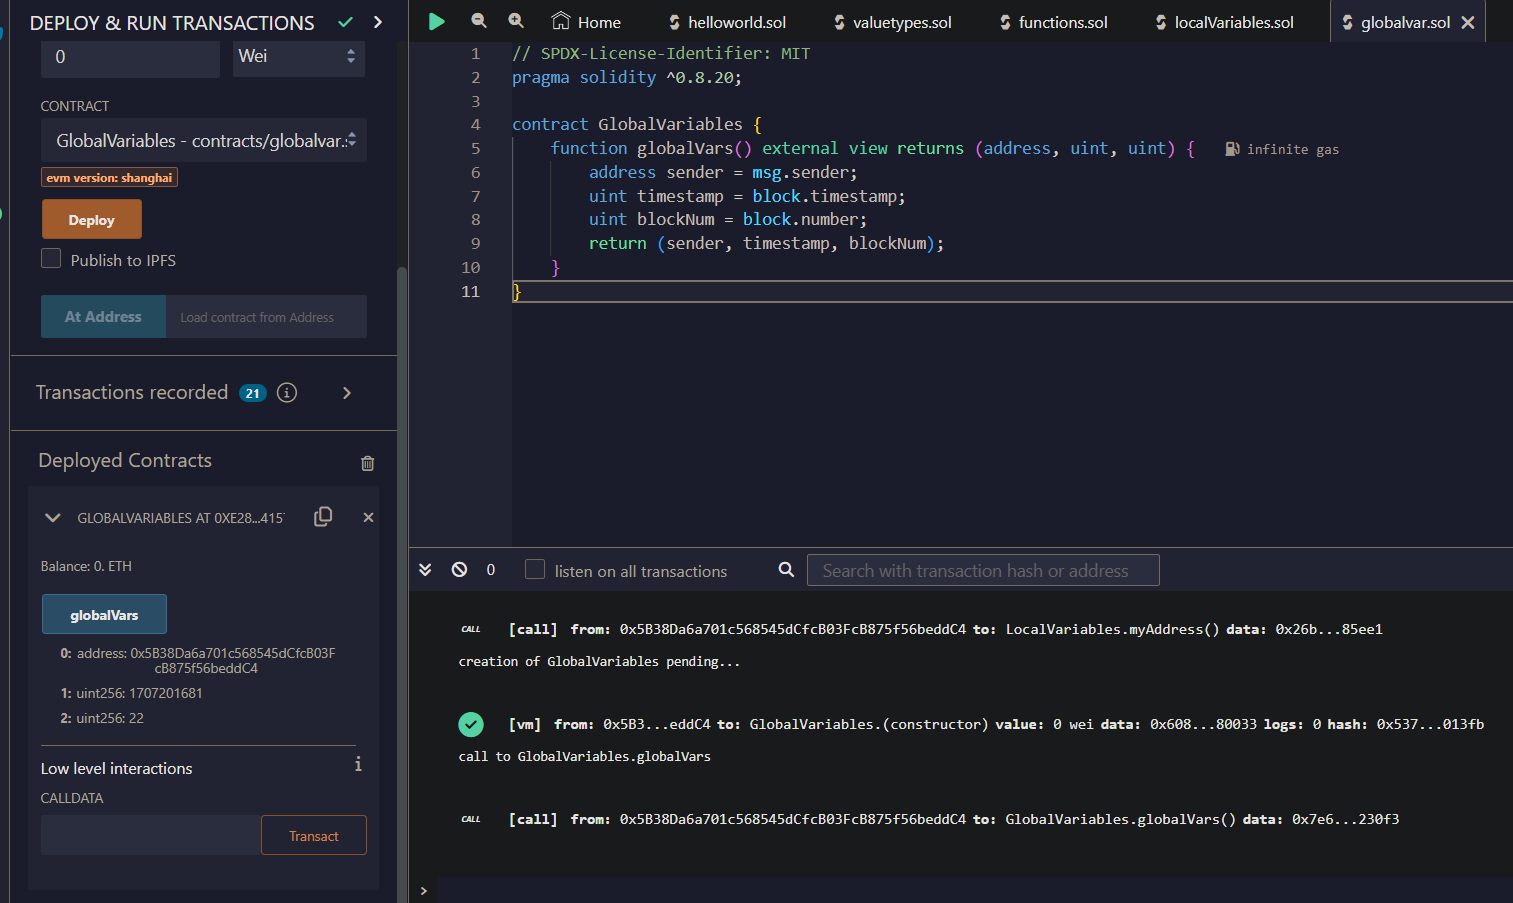 DEPLOY & RUN TRANSACTIONS
0
Wei
CONTRACT
GlobalVariables - contracts/globalvar.s
evm version: shanghai
Deploy
Publish to IPFS
At Address
Load contract from Address
Transactions recorded 21
Deployed Contracts
GLOBALVARIABLES AT 0XE28...415
Balance: 0. ETH
globalVars
0: address: 0x5B38Da6a701c568545dCfcB03F
cB875f56beddC4
1: uint256: 1707201681
2: uint256: 22
Low level interactions
CALLDATA
Transact
Home
helloworld.sol
valuetypes.sol
functions.sol
localVariables.sol
globalvar.sol
1 // SPDX-License-Identifier: MIT
2 pragma solidity ^0.8.20;
3
4 contract GlobalVariables {
5 function globalVars() external view returns (address, uint, uint) { infinite gas
6 address sender = msg.sender;
7 uint timestamp = block.timestamp;
8 uint blockNum = block.number;
9 return (sender, timestamp, blockNum);
10 }
11 }
0
listen on all transactions
Search with transaction hash or address
CALL [call] from: 0x5B38Da6a701c568545dCfcB03FcB875f56beddC4 to: LocalVariables.myAddress() data: 0x26b...85ee1
creation of GlobalVariables pending...
[vm] from: 0x5B3...eddC4 to: GlobalVariables.(constructor) value: 0 wei data: 0x608...80033 logs: 0 hash: 0x537...013fb
call to GlobalVariables.globalVars
CALL [call] from: 0x5B38Da6a701c568545dCfcB03FcB875f56beddC4 to: GlobalVariables.globalVars() data: 0x7e6...230f3
>